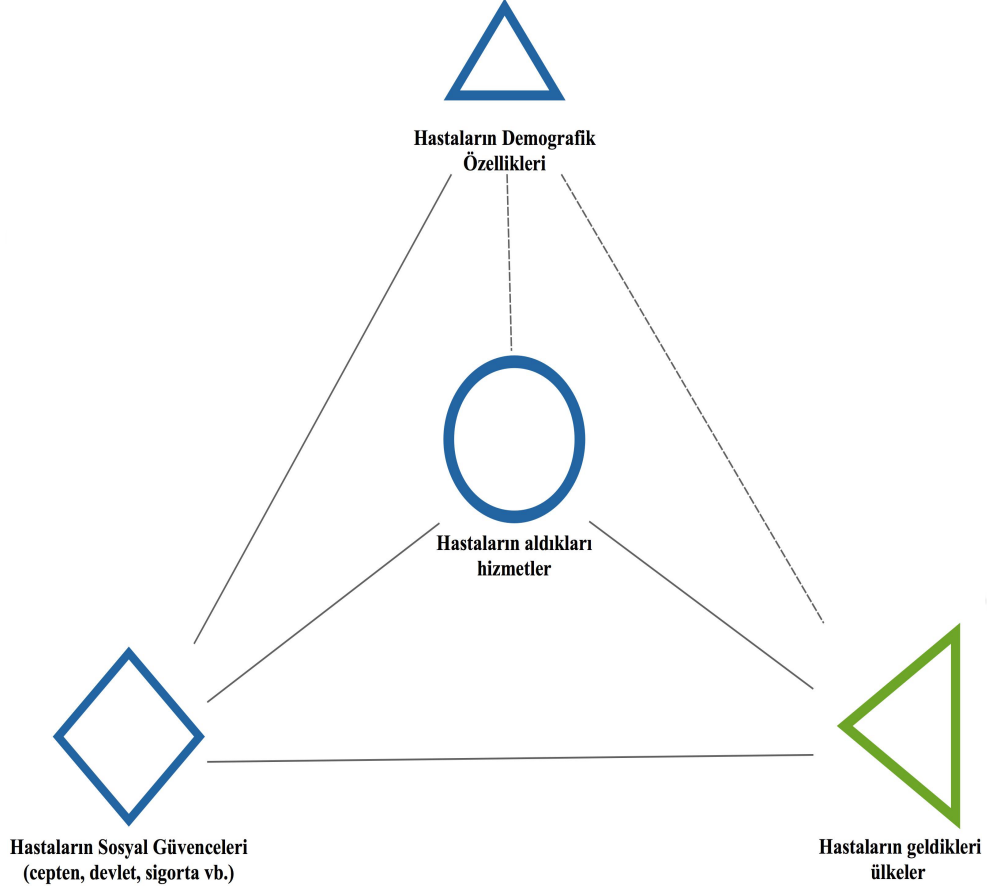 Hastaların Demografik
Özellikleri
Hastaların aldıkları
hizmetler
Hastaların Sosyal Güvenceleri
(cepten, devlet, sigorta vb.)
Hastaların geldikleri
ülkeler